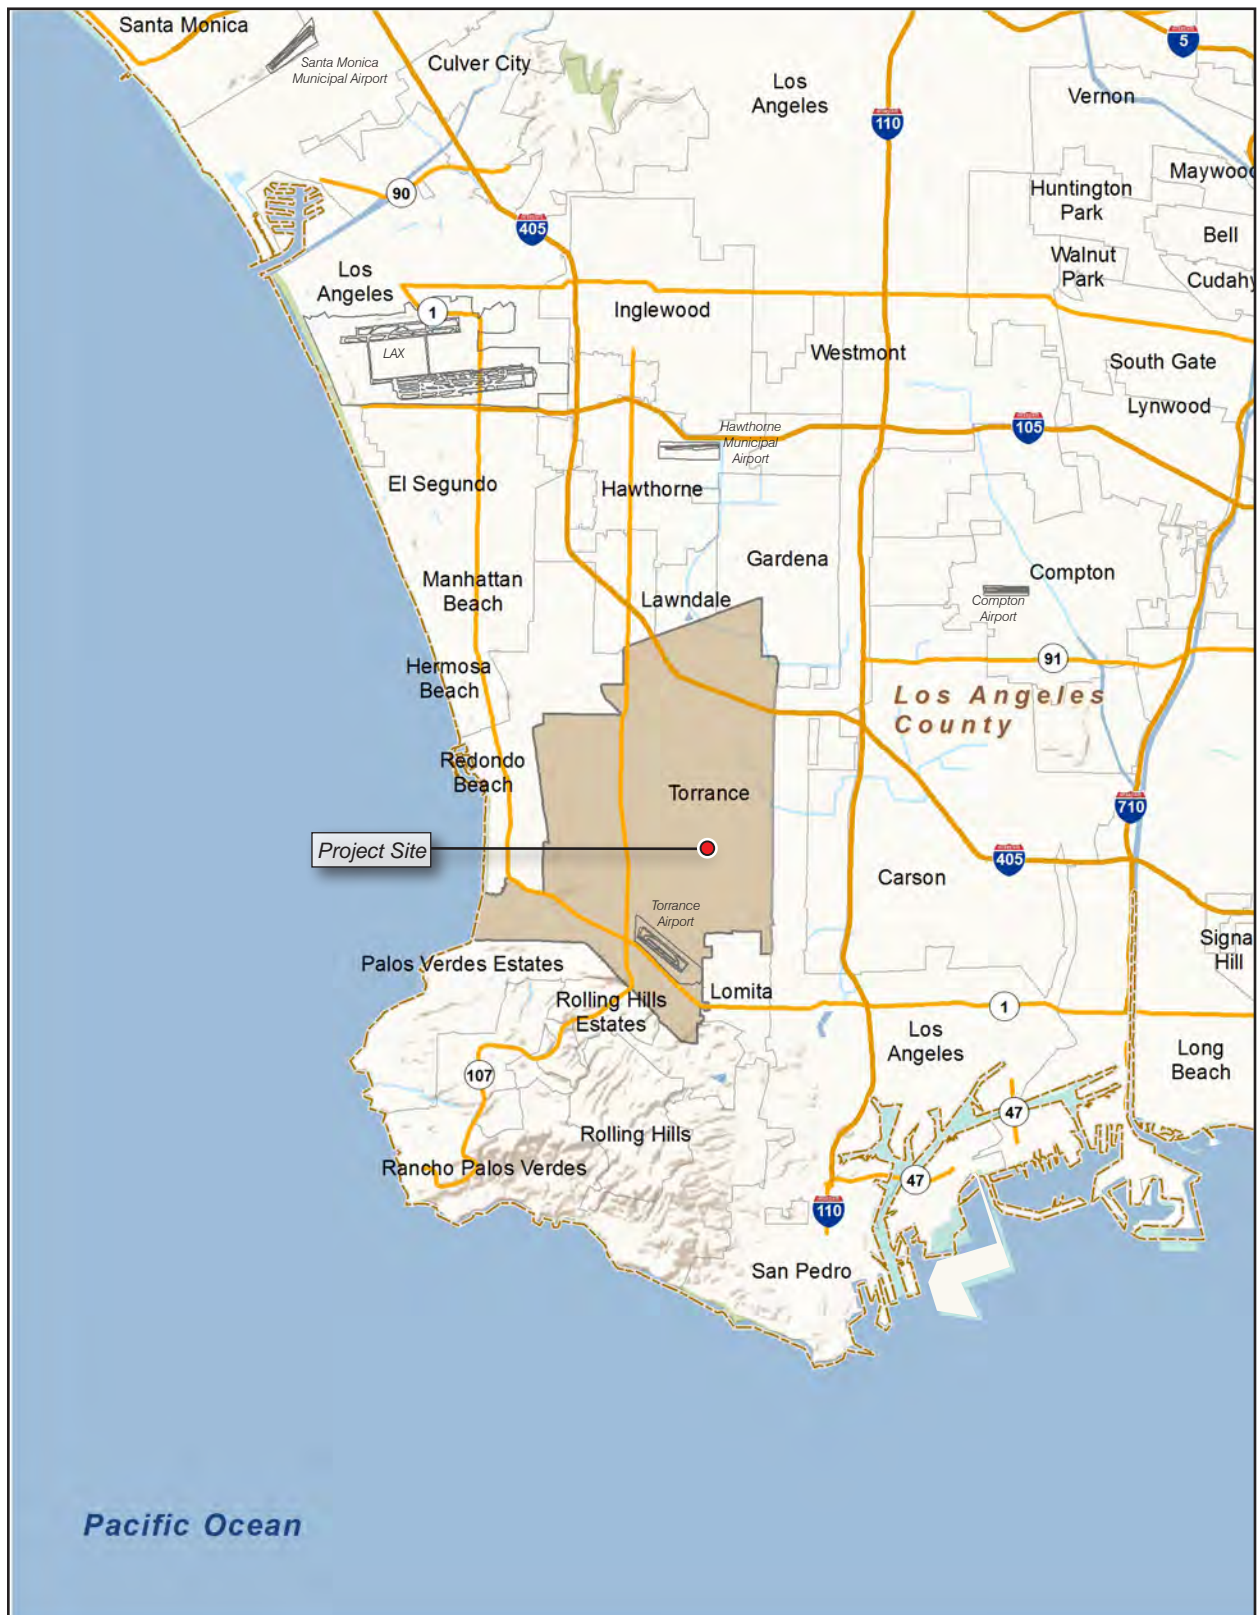 Santa Monica
Santa Monica
Municipal Airport
Culver City
Los
Angeles
5
110
Vernon
90
405
Huntington
Park
Maywood
Bell
Walnut
Park
Cudahy
Los
Angeles
1
LAX
Inglewood
Westmont
South Gate
Lynwood
105
Hawthorne
Municipal
Airport
El Segundo
Hawthorne
Gardena
Compton
Compton
Airport
Manhattan
Beach
Lawndale
Hermosa
Beach
91
Los Angeles
County
Redondo
Beach
Torrance
710
Project Site
405
Carson
Torrance
Airport
Signa
Hill
Palos Verdes Estates
Rolling Hills
Estates
Lomita
1
Los
Angeles
Long
Beach
107
47
Rolling Hills
Rancho Palos Verdes
47
110
San Pedro
Pacific Ocean